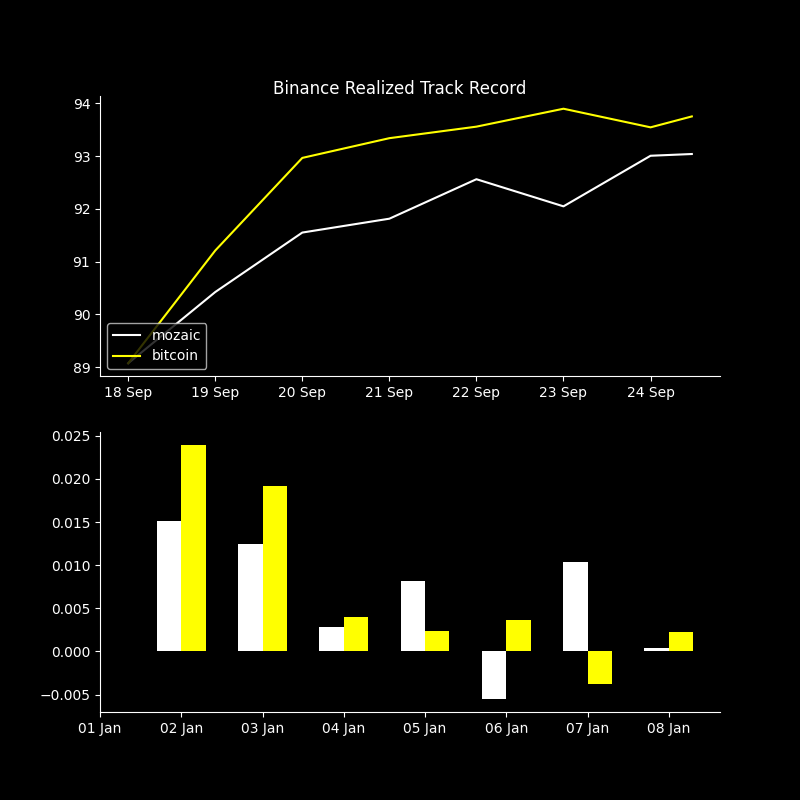 Binance Realized Track Record
94
93
92
91
90
89
mozaic
bitcoin
18 Sep 19 Sep 20 Sep 21 Sep 22 Sep 23 Sep 24 Sep
0.025
0.020
0.015
0.010
0.005
0.000
−0.005
01 Jan 02 Jan 03 Jan 04 Jan 05 Jan 06 Jan 07 Jan 08 Jan